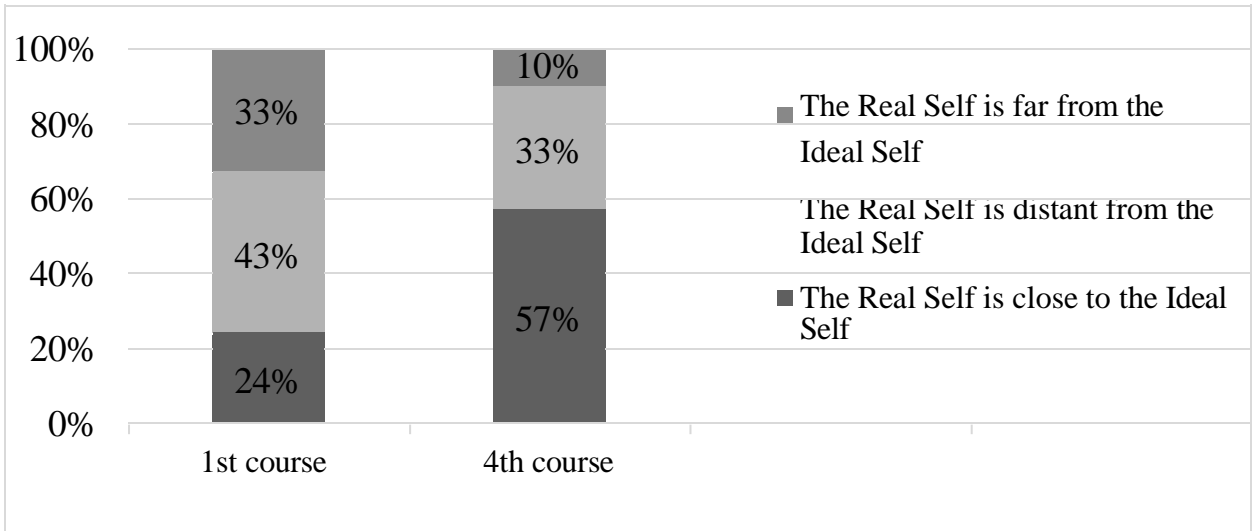 100%
80%
60%
40%
20%
0%
33%
43%
24%
10%
33%
57%
1st course
4th course
The Real Self is far from the
Ideal Self
The Real Self is distant from the
Ideal Self
The Real Self is close to the Ideal
Self